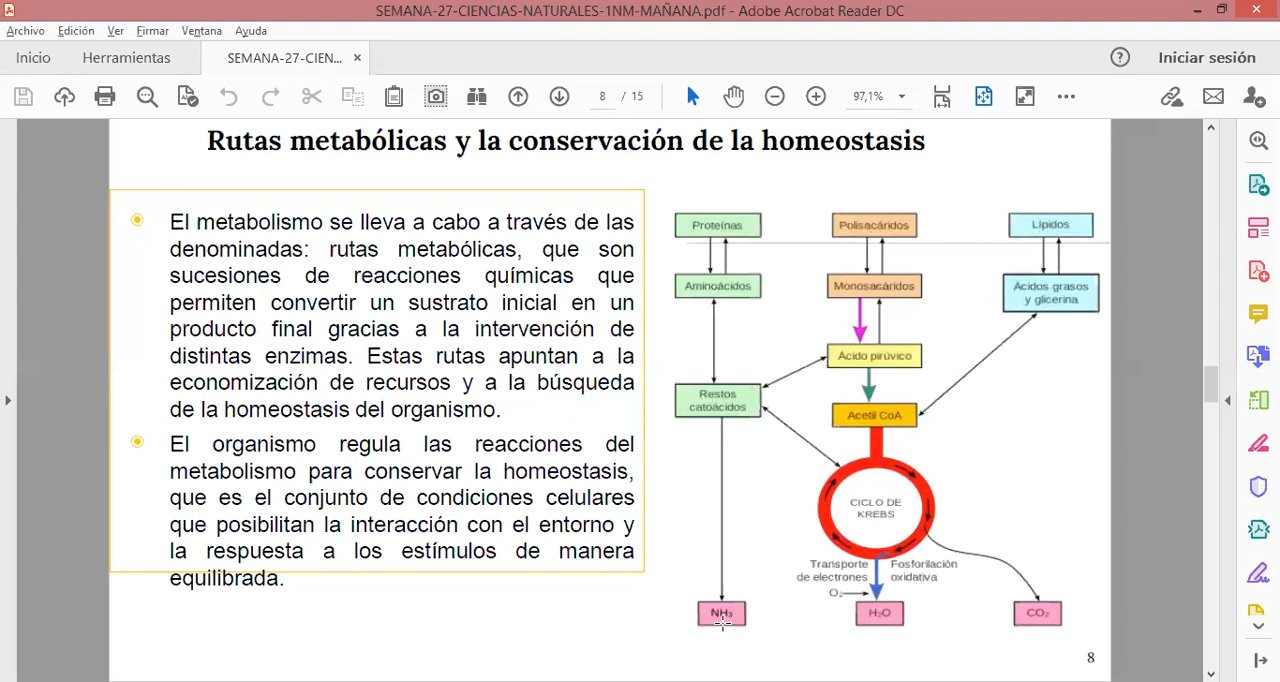 SEMANA-27-CIENCIAS-NATURALES-1NM-MAÑANA.pdf - Adobe Acrobat Reader DC
Archivo Edición Ver Firmar Ventana Ayuda
Inicio Herramientas SEMANA-27-CIEN... × ? Iniciar sesión
8 / 15 97,1%
Rutas metabólicas y la conservación de la homeostasis
El metabolismo se lleva a cabo a través de las
denominadas: rutas metabólicas, que son
sucesiones de reacciones químicas que
permiten convertir un sustrato inicial en un
producto final gracias a la intervención de
distintas enzimas. Estas rutas apuntan a la
economización de recursos y a la búsqueda
de la homeostasis del organismo.
El organismo regula las reacciones del
metabolismo para conservar la homeostasis,
que es el conjunto de condiciones celulares
que posibilitan la interacción con el entorno y
la respuesta a los estímulos de manera
equilibrada.
Proteínas Polisacáridos Lípidos
Aminoácidos Monosacáridos Ácidos grasos
y glicerina
Ácido pirúvico
Restos
catoácidos
Acetil CoA
CICLO DE
KREBS
Transporte
de electrones
Fosforilación
oxidativa
O₂
NH₃ H₂O CO₂
8